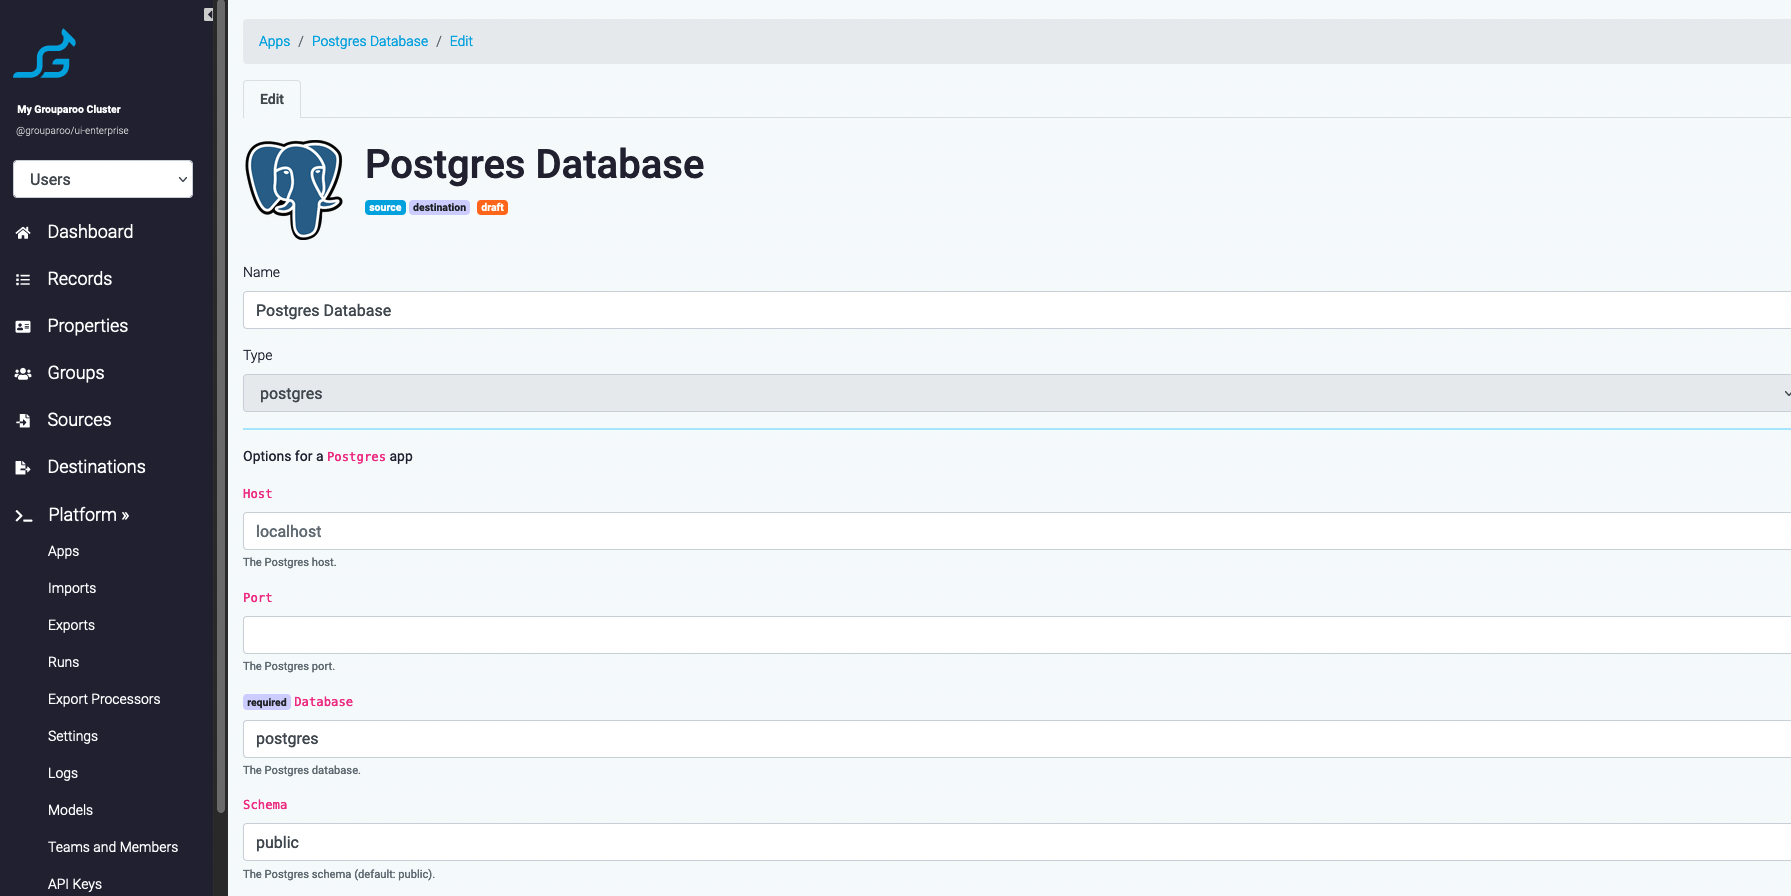 My Grouparoo Cluster
@grouparoo/ui-enterprise
Users
Dashboard
Records
Properties
Groups
Sources
Destinations
Platform »
Apps
Imports
Exports
Runs
Export Processors
Settings
Logs
Models
Teams and Members
API Keys
Apps / Postgres Database / Edit
Edit
Postgres Database
source destination draft
Name
Postgres Database
Type
postgres
Options for a Postgres app
Host
localhost
The Postgres host.
Port
The Postgres port.
required Database
postgres
The Postgres database.
Schema
public
The Postgres schema (default: public).